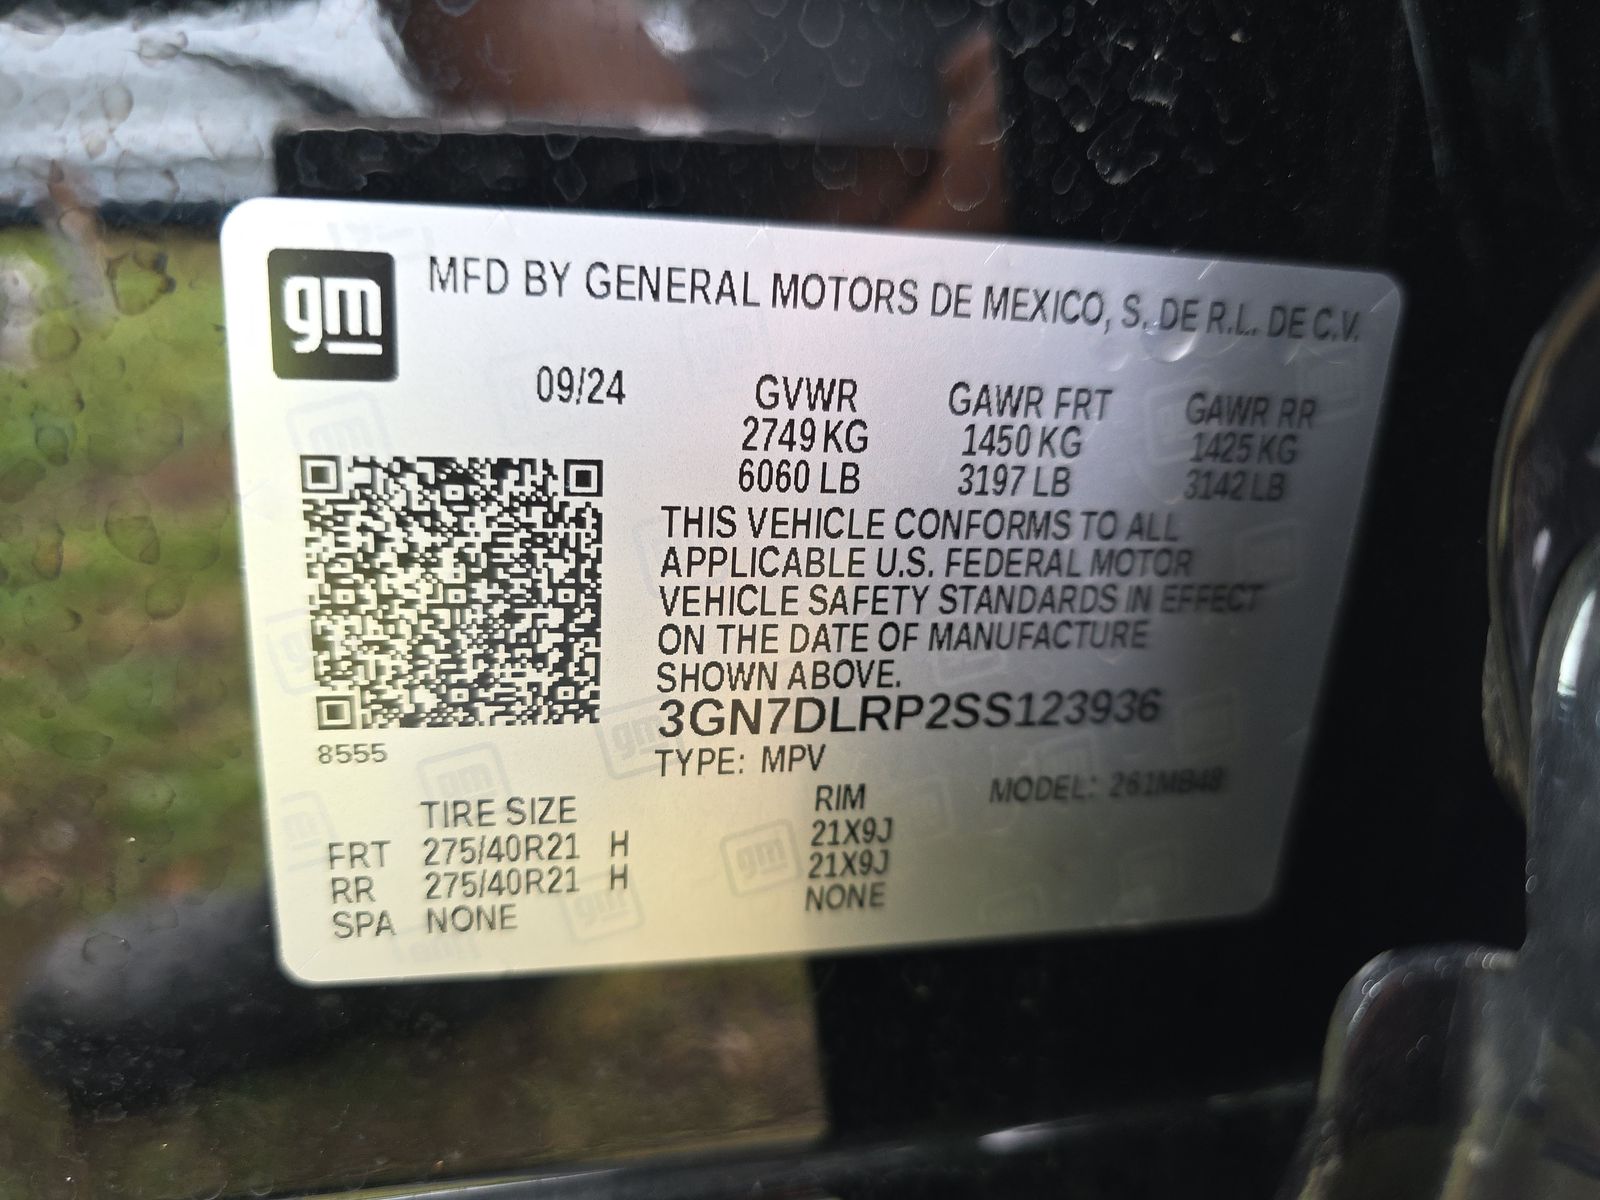 gm
MFD BY GENERAL MOTORS DE MEXICO, S. DE R.L. DE C.V.
09/24 GVWR GAWR FRT GAWR RR
2749 KG 1450 KG 1425 KG
6060 LB 3197 LB 3142 LB
THIS VEHICLE CONFORMS TO ALL
APPLICABLE U.S. FEDERAL MOTOR
VEHICLE SAFETY STANDARDS IN EFFECT
ON THE DATE OF MANUFACTURE
SHOWN ABOVE.
3GN7DLRP2SS123936
8555
TYPE: MPV
MODEL: 261MB48
TIRE SIZE RIM
FRT 275/40R21 H 21X9J
RR 275/40R21 H 21X9J
SPA NONE NONE